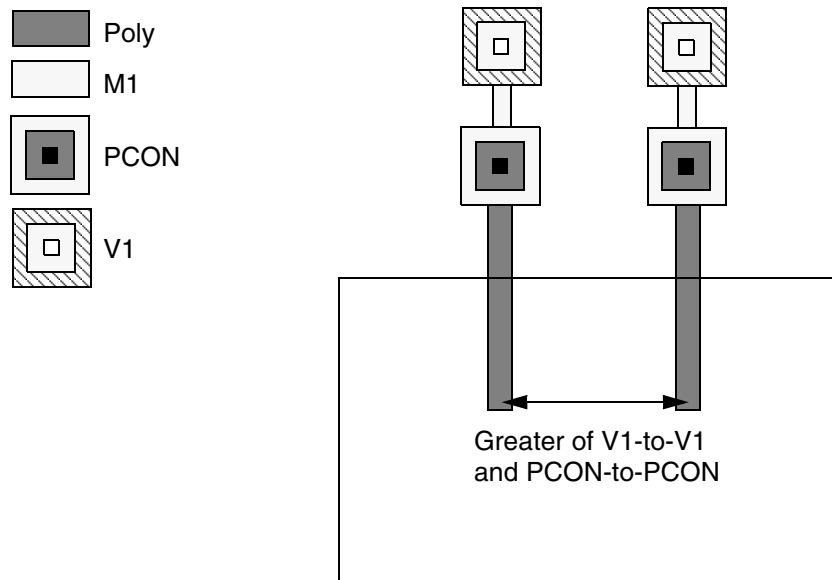 Poly
M1
PCON
V1
Greater of V1-to-V1
and PCON-to-PCON